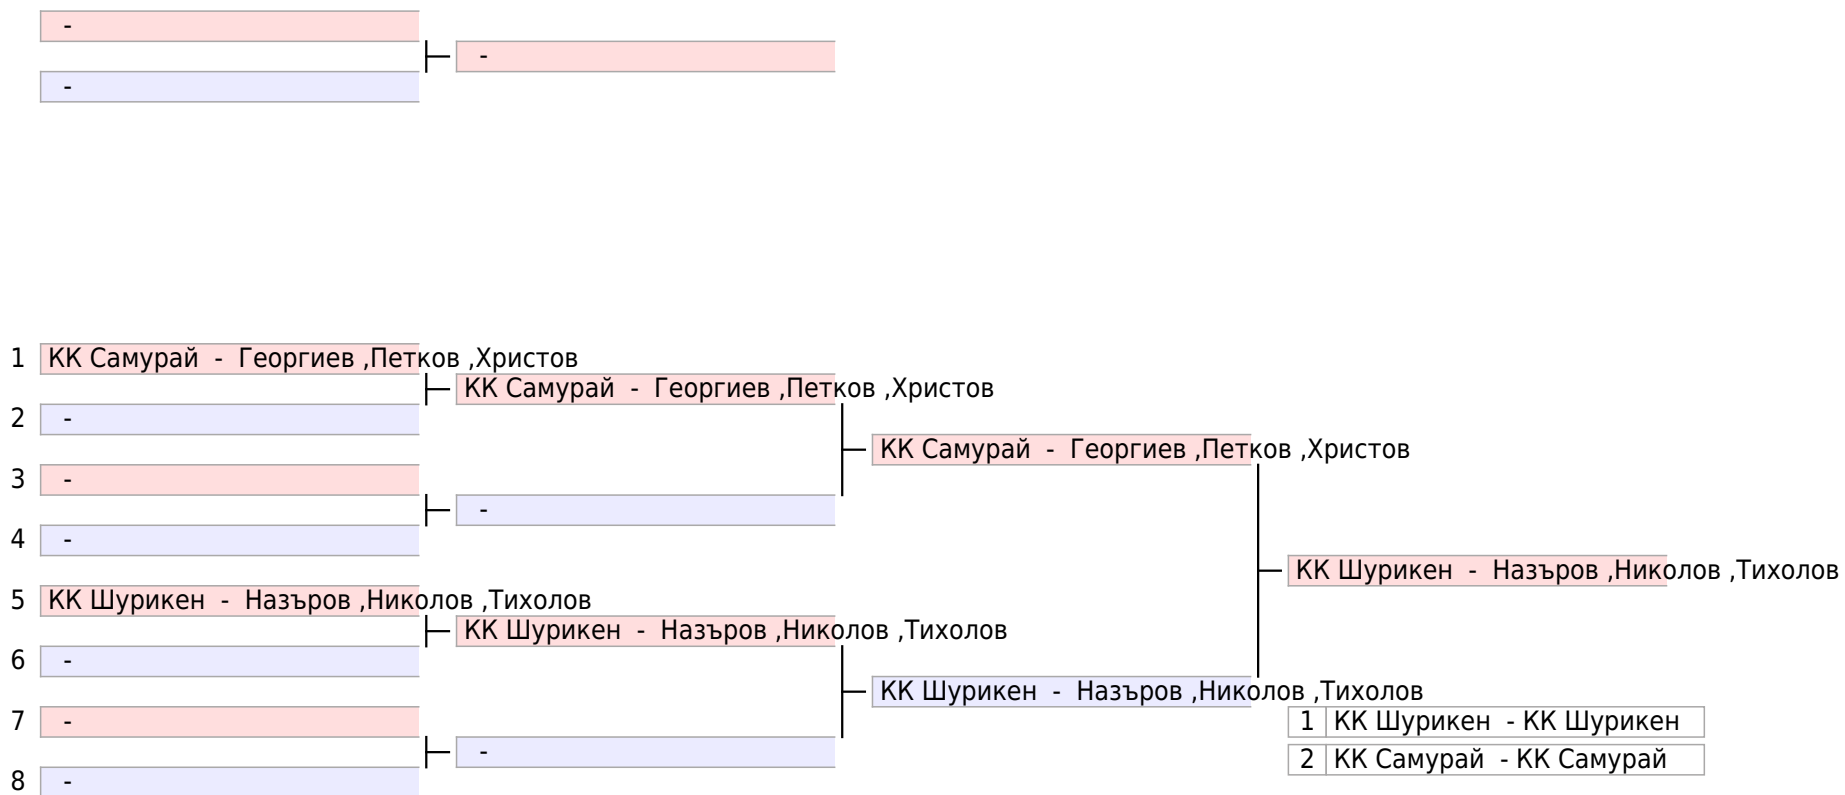 -
-
-
1 КК Самурай - Георгиев ,Петков ,Христов
КК Самурай - Георгиев ,Петков ,Христов
2 -
КК Самурай - Георгиев ,Петков ,Христов
3 -
-
4 -
КК Шурикен - Назъров ,Николов ,Тихолов
5 КК Шурикен - Назъров ,Николов ,Тихолов
КК Шурикен - Назъров ,Николов ,Тихолов
6 -
КК Шурикен - Назъров ,Николов ,Тихолов
7 -
1 КК Шурикен - КК Шурикен
-
2 КК Самурай - КК Самурай
8 -